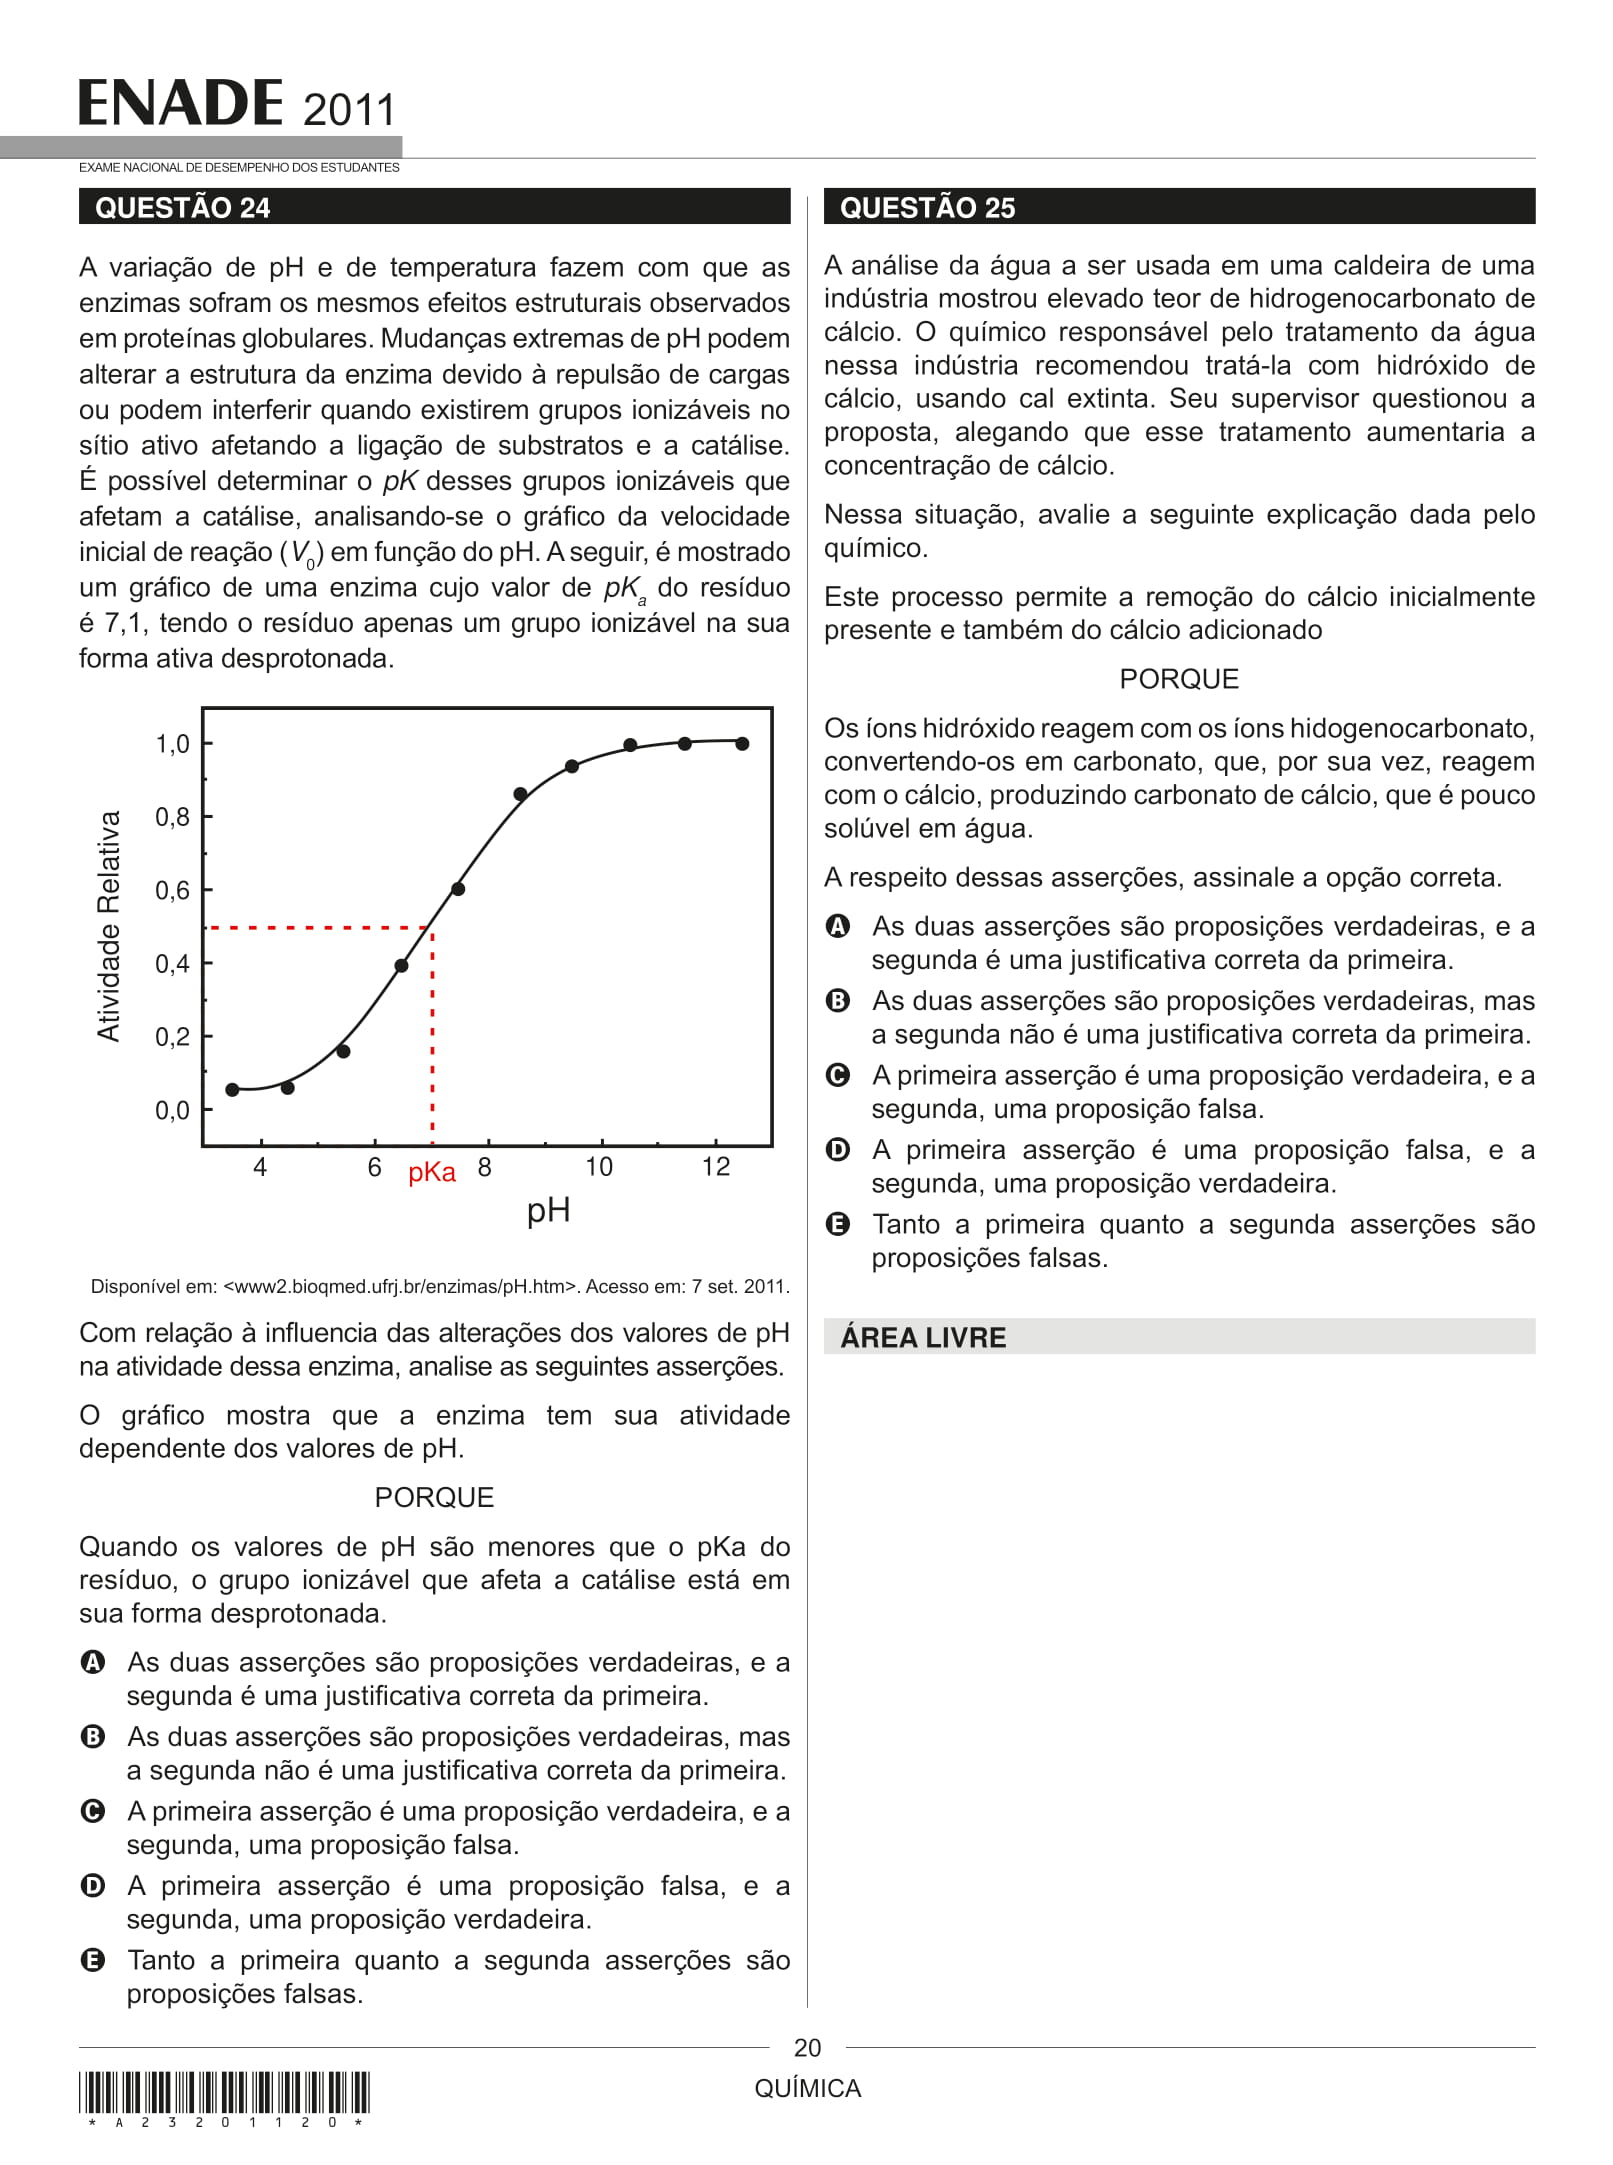 ENADE 2011
EXAME NACIONAL DE DESEMPENHO DOS ESTUDANTES
QUESTÃO 24
A variação de pH e de temperatura fazem com que as
enzimas sofram os mesmos efeitos estruturais observados
em proteínas globulares. Mudanças extremas de pH podem
alterar a estrutura da enzima devido à repulsão de cargas
ou podem interferir quando existirem grupos ionizáveis no
sítio ativo afetando a ligação de substratos e a catálise.
É possível determinar o pK desses grupos ionizáveis que
afetam a catálise, analisando-se o gráfico da velocidade
inicial de reação (V0) em função do pH. A seguir, é mostrado
um gráfico de uma enzima cujo valor de pKa do resíduo
é 7,1, tendo o resíduo apenas um grupo ionizável na sua
forma ativa desprotonada.
Atividade Relativa
1,0
0,8
0,6
0,4
0,2
0,0
4 6 pKa 8 10 12
pH
Disponível em: <www2.bioqmed.ufrj.br/enzimas/pH.htm>. Acesso em: 7 set. 2011.
Com relação à influencia das alterações dos valores de pH
na atividade dessa enzima, analise as seguintes asserções.
O gráfico mostra que a enzima tem sua atividade
dependente dos valores de pH.
PORQUE
Quando os valores de pH são menores que o pKa do
resíduo, o grupo ionizável que afeta a catálise está em
sua forma desprotonada.
A As duas asserções são proposições verdadeiras, e a
segunda é uma justificativa correta da primeira.
B As duas asserções são proposições verdadeiras, mas
a segunda não é uma justificativa correta da primeira.
C A primeira asserção é uma proposição verdadeira, e a
segunda, uma proposição falsa.
D A primeira asserção é uma proposição falsa, e a
segunda, uma proposição verdadeira.
E Tanto a primeira quanto a segunda asserções são
proposições falsas.
QUESTÃO 25
A análise da água a ser usada em uma caldeira de uma
indústria mostrou elevado teor de hidrogenocarbonato de
cálcio. O químico responsável pelo tratamento da água
nessa indústria recomendou tratá-la com hidróxido de
cálcio, usando cal extinta. Seu supervisor questionou a
proposta, alegando que esse tratamento aumentaria a
concentração de cálcio.
Nessa situação, avalie a seguinte explicação dada pelo
químico.
Este processo permite a remoção do cálcio inicialmente
presente e também do cálcio adicionado
PORQUE
Os íons hidróxido reagem com os íons hidogenocarbonato,
convertendo-os em carbonato, que, por sua vez, reagem
com o cálcio, produzindo carbonato de cálcio, que é pouco
solúvel em água.
A respeito dessas asserções, assinale a opção correta.
A As duas asserções são proposições verdadeiras, e a
segunda é uma justificativa correta da primeira.
B As duas asserções são proposições verdadeiras, mas
a segunda não é uma justificativa correta da primeira.
C A primeira asserção é uma proposição verdadeira, e a
segunda, uma proposição falsa.
D A primeira asserção é uma proposição falsa, e a
segunda, uma proposição verdadeira.
E Tanto a primeira quanto a segunda asserções são
proposições falsas.
ÁREA LIVRE
20
QUÍMICA
* A 2 3 2 0 1 1 2 0 *